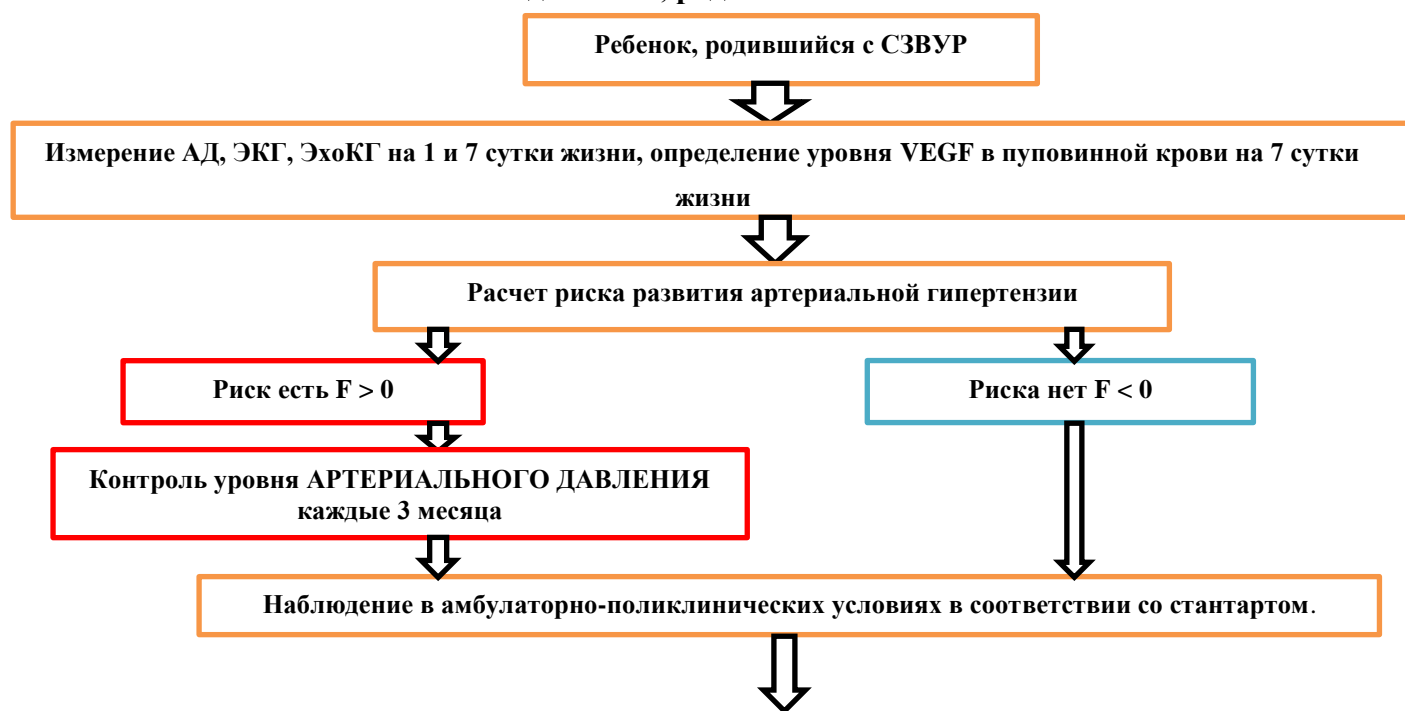 Ребенок, родившийся с СЗВУР
Измерение АД, ЭКГ, ЭхоКГ на 1 и 7 сутки жизни, определение уровня VEGF в пуповинной крови на 7 сутки
жизни
Расчет риска развития артериальной гипертензии
Риск есть F > 0
Риска нет F < 0
Контроль уровня АРТЕРИАЛЬНОГО ДАВЛЕНИЯ
каждые 3 месяца
Наблюдение в амбулаторно-поликлинических условиях в соответствии со стантартом.